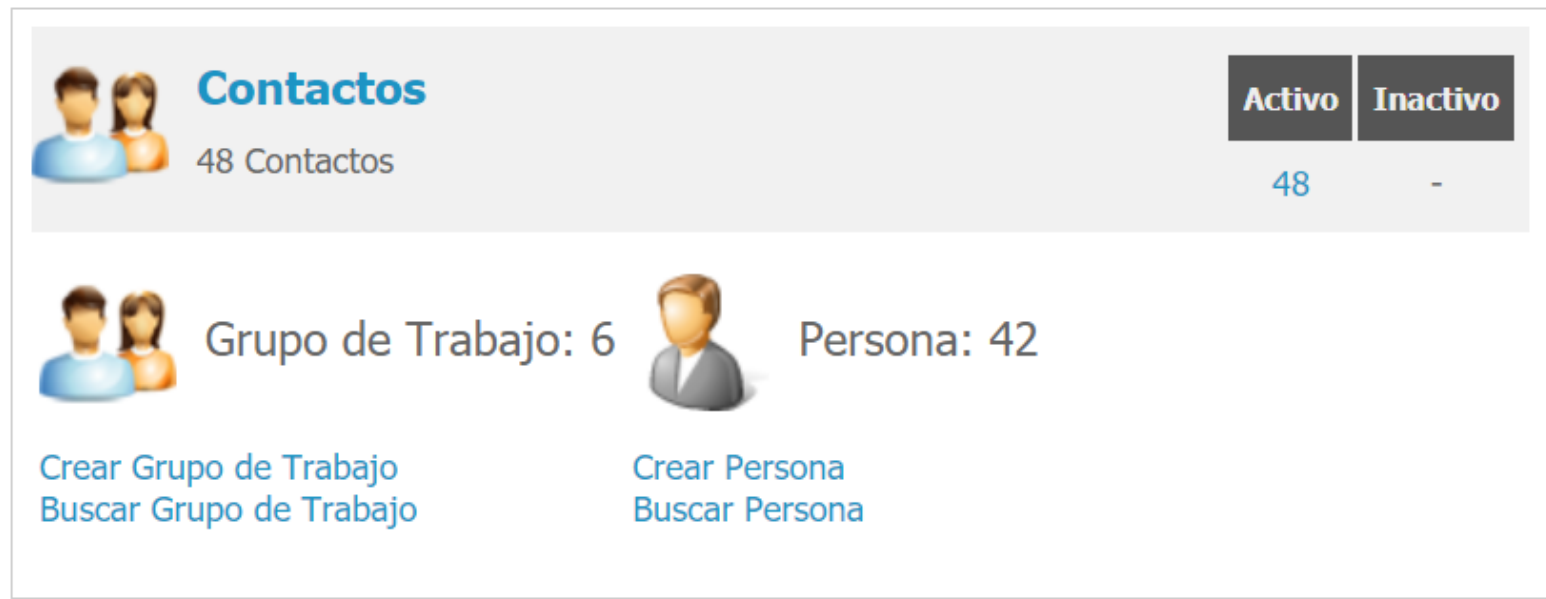 Contactos
48 Contactos
Activo Inactivo
48 -
Grupo de Trabajo: 6
Persona: 42
Crear Grupo de Trabajo
Buscar Grupo de Trabajo
Crear Persona
Buscar Persona